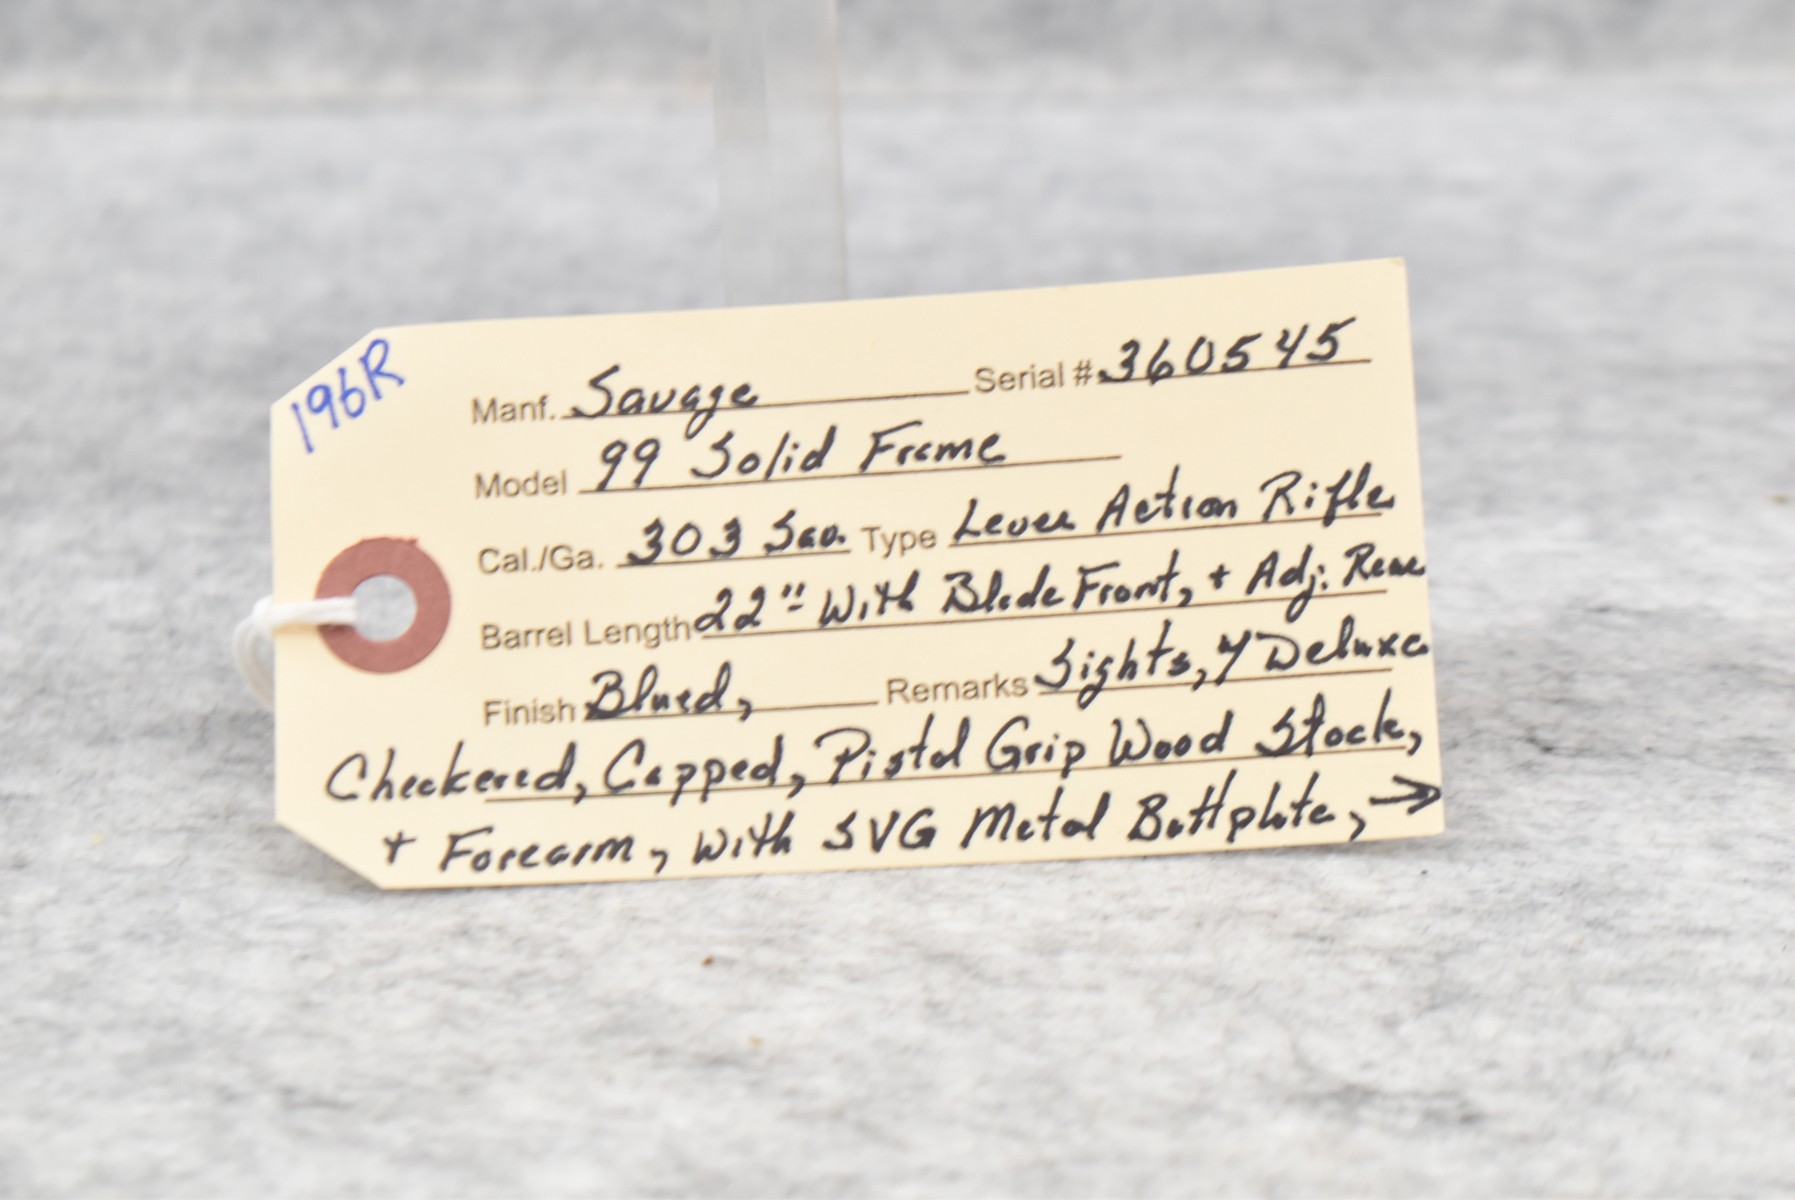 196R
Manf. Savage Serial # 360545
Model 99 Solid Frame
Cal./Ga. 303 Sav. Type Lever Action Rifle
Barrel Length 22" With Blade Front, + Adj. Rear
Finish Blued, Remarks Sights, y Deluxe
Checkered, Capped, Pistol Grip Wood Stock,
+ Forearm, with SVG Metal Buttplate, →